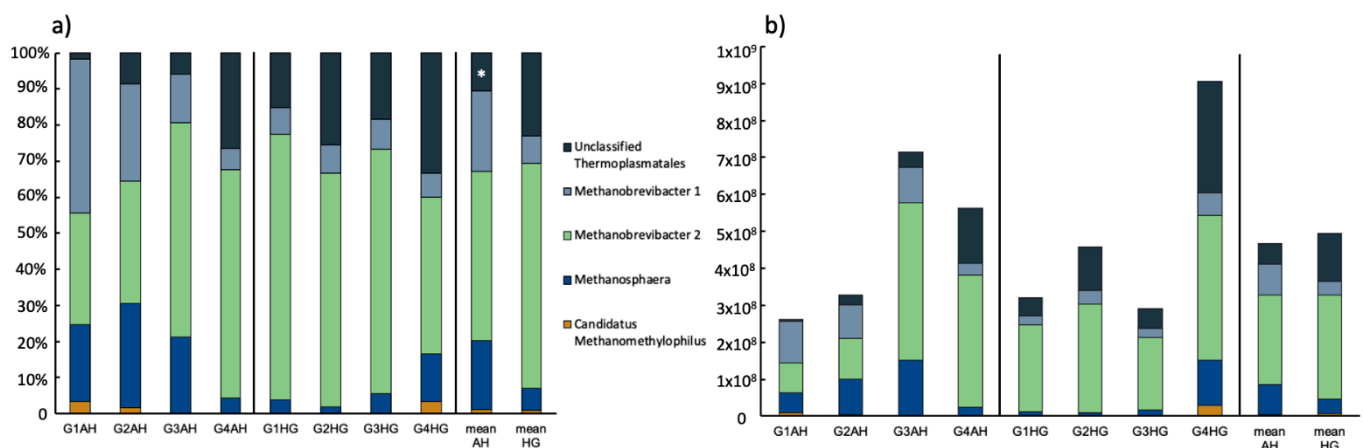 a)
100%
90%
80%
70%
60%
50%
40%
30%
20%
10%
0
G1AH G2AH G3AH G4AH G1HG G2HG G3HG G4HG mean AH mean HG
*
Unclassified
Thermoplasmatales
Methanobrevibacter 1
Methanobrevibacter 2
Methanosphaera
Candidatus
Methanomethylophilus
b)
1x10⁹
9x10⁸
8x10⁸
7x10⁸
6x10⁸
5x10⁸
4x10⁸
3x10⁸
2x10⁸
1x10⁸
0
G1AH G2AH G3AH G4AH G1HG G2HG G3HG G4HG mean AH mean HG